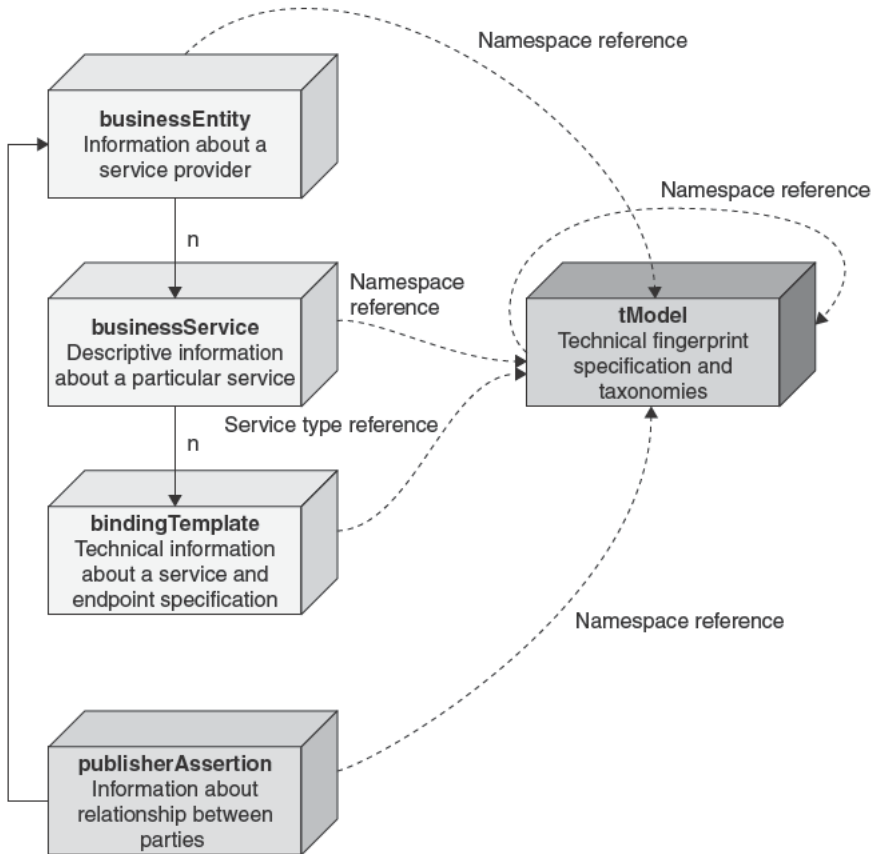 Namespace reference
businessEntity
Information about a
service provider
Namespace reference
n
businessService
Descriptive information
about a particular service
Namespace
reference
tModel
Technical fingerprint
specification and
taxonomies
Service type reference
n
bindingTemplate
Technical information
about a service and
endpoint specification
Namespace reference
publisherAssertion
Information about
relationship between
parties